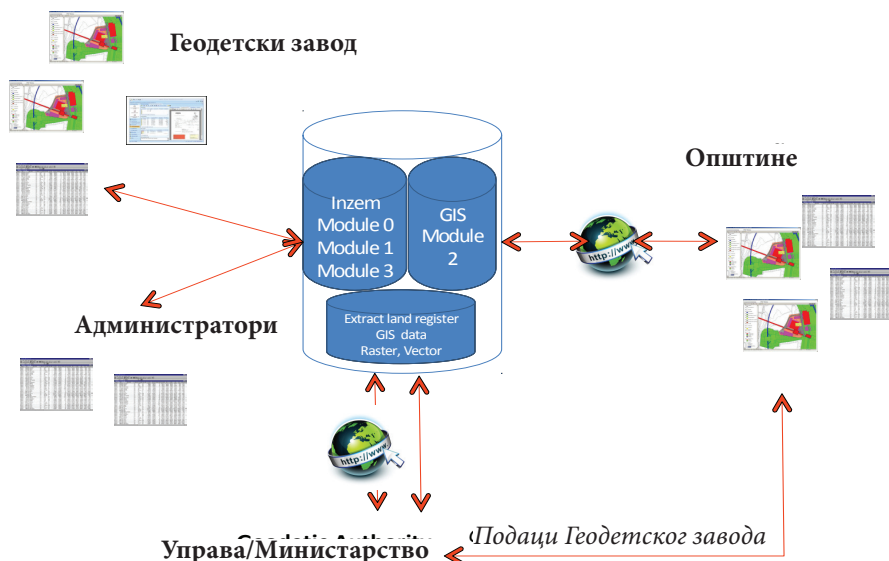 Геодетски завод
Општине
Inzem
Module 0
Module 1
Module 3
GIS
Module
2
http://www
Администратори
Extract land register
GIS data
Raster, Vector
http://www
Управа/Министарство
Подаци Геодетског завода